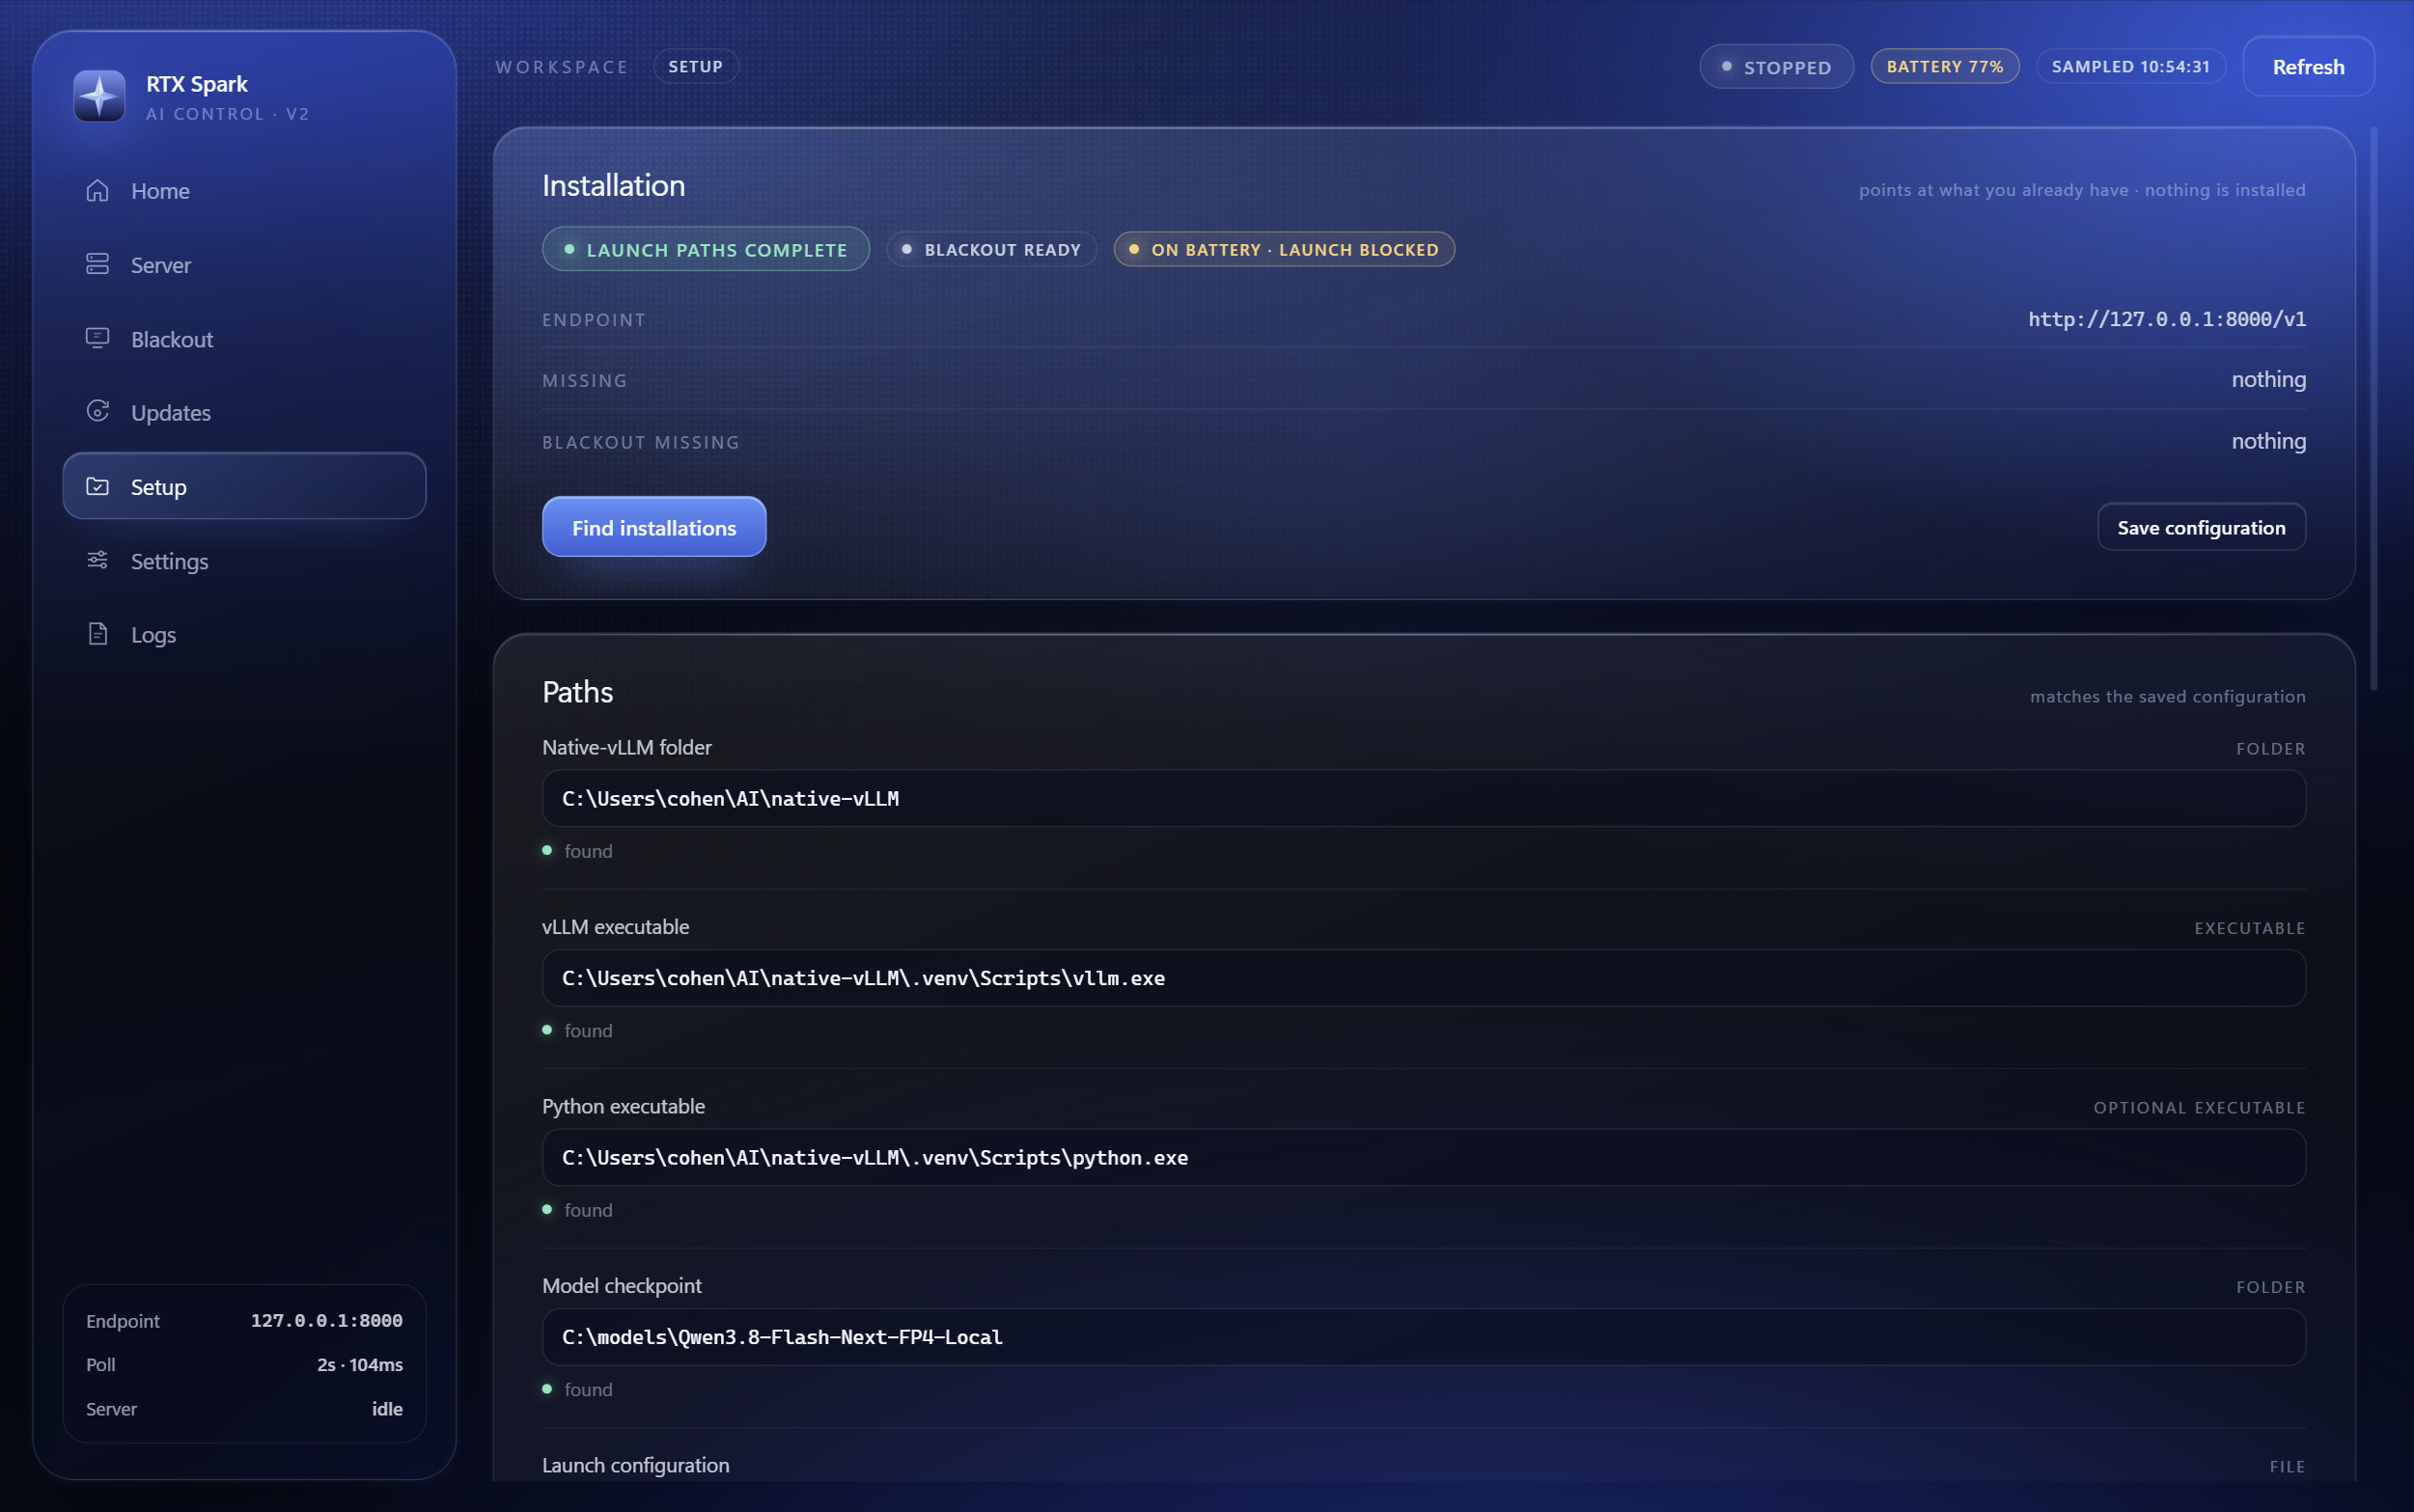 RTX Spark
AI CONTROL · V2
Home
Server
Blackout
Updates
Setup
Settings
Logs
Endpoint 127.0.0.1:8000
Poll 2s · 104ms
Server idle
WORKSPACE SETUP
STOPPED BATTERY 77% SAMPLED 10:54:31 Refresh
Installation points at what you already have · nothing is installed
LAUNCH PATHS COMPLETE BLACKOUT READY ON BATTERY · LAUNCH BLOCKED
ENDPOINT http://127.0.0.1:8000/v1
MISSING nothing
BLACKOUT MISSING nothing
Find installations Save configuration
Paths matches the saved configuration
Native-vLLM folder FOLDER
C:\Users\cohen\AI\native-vLLM
found
vLLM executable EXECUTABLE
C:\Users\cohen\AI\native-vLLM\.venv\Scripts\vllm.exe
found
Python executable OPTIONAL EXECUTABLE
C:\Users\cohen\AI\native-vLLM\.venv\Scripts\python.exe
found
Model checkpoint FOLDER
C:\models\Qwen3.8-Flash-Next-FP4-Local
found
Launch configuration FILE